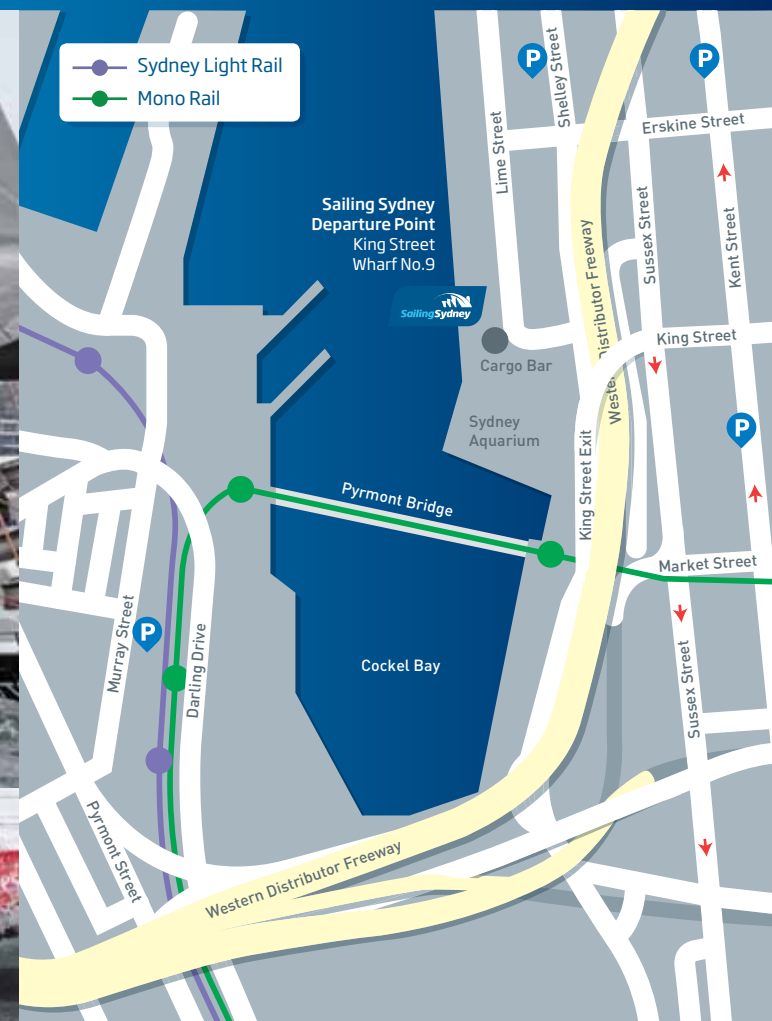 Sydney Light Rail
Mono Rail
P
Shelley Street
P
Erskine Street
Lime Street
Sailing Sydney
Departure Point
King Street
Wharf No.9
Sussex Street
Kent Street
Western Distributor Freeway
SailingSydney
King Street
Cargo Bar
Sydney
Aquarium
P
King Street Exit
Pyrmont Bridge
Market Street
Murray Street
P
Darling Drive
Cockel Bay
Sussex Street
Pyrmont Street
Western Distributor Freeway